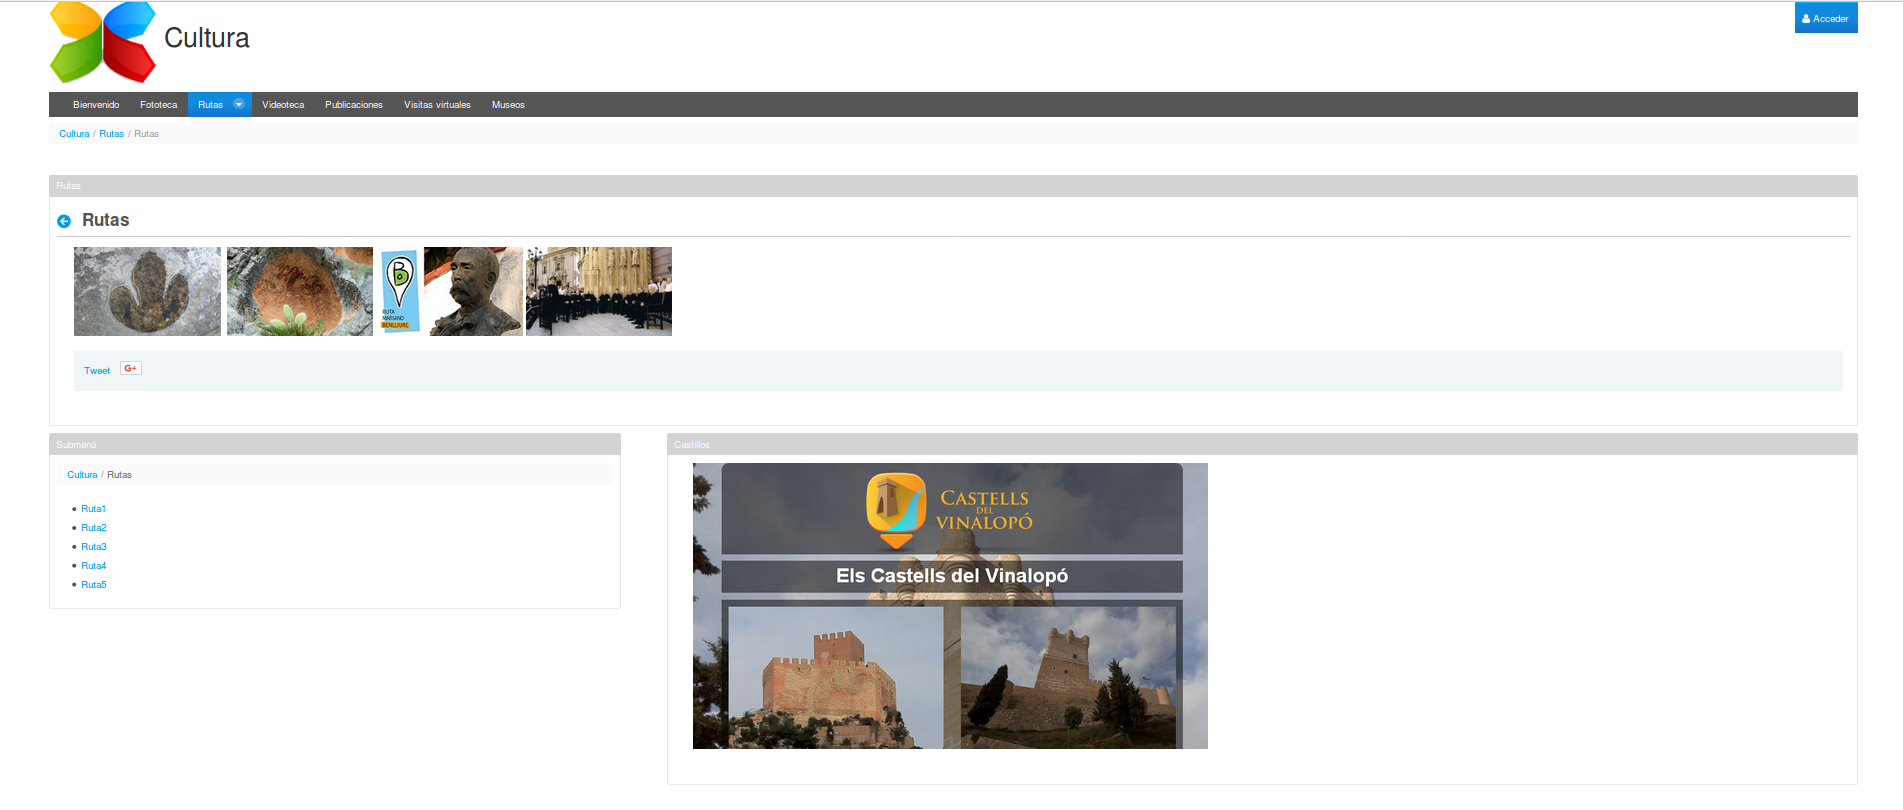 Cultura
Acceder
Bienvenido Fototeca Rutas Videoteca Publicaciones Visitas virtuales Museos
Cultura / Rutas / Rutas
Rutas
Rutas
B
RUTA
MARIANO
BENLLIURE
Tweet G+
Submenú
Cultura / Rutas
Ruta1
Ruta2
Ruta3
Ruta4
Ruta5
Castillos
CASTELLS
DEL
VINALOPÓ
Els Castells del Vinalopó